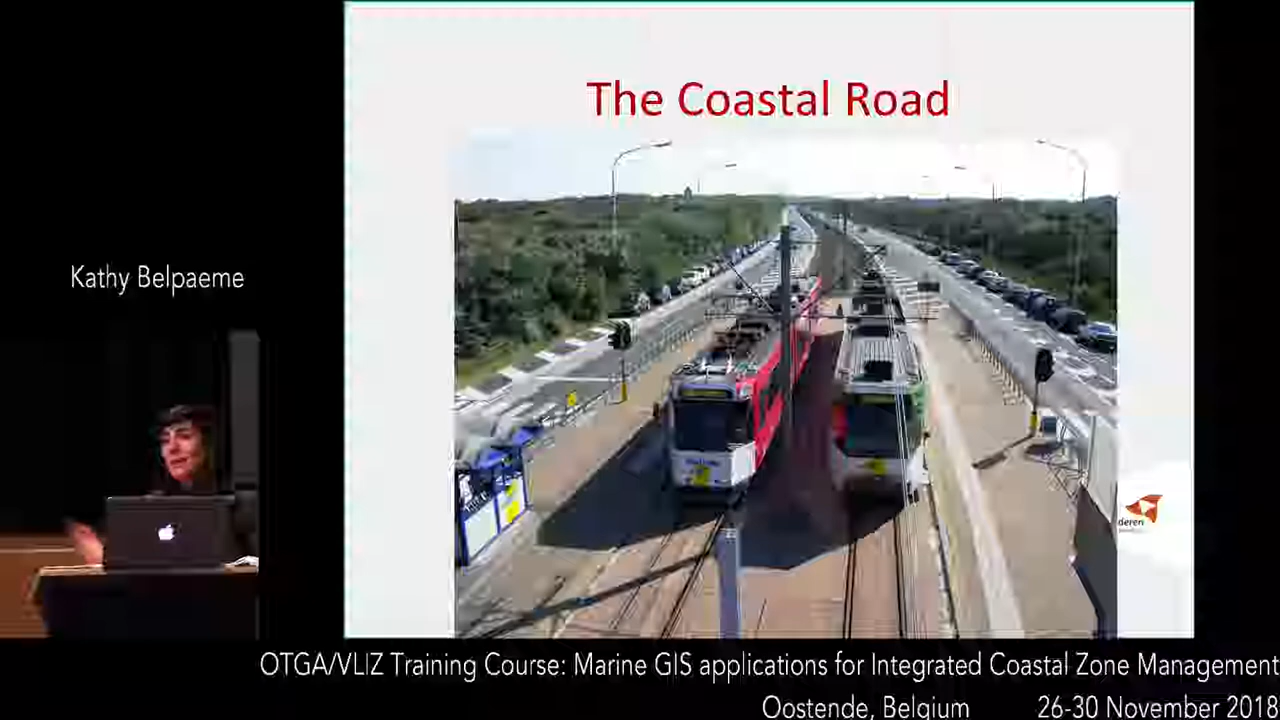 The Coastal Road
Kathy Belpaeme
deren
OTGA/VLIZ Training Course: Marine GIS applications for Integrated Coastal Zone Management
Oostende, Belgium 26-30 November 2018